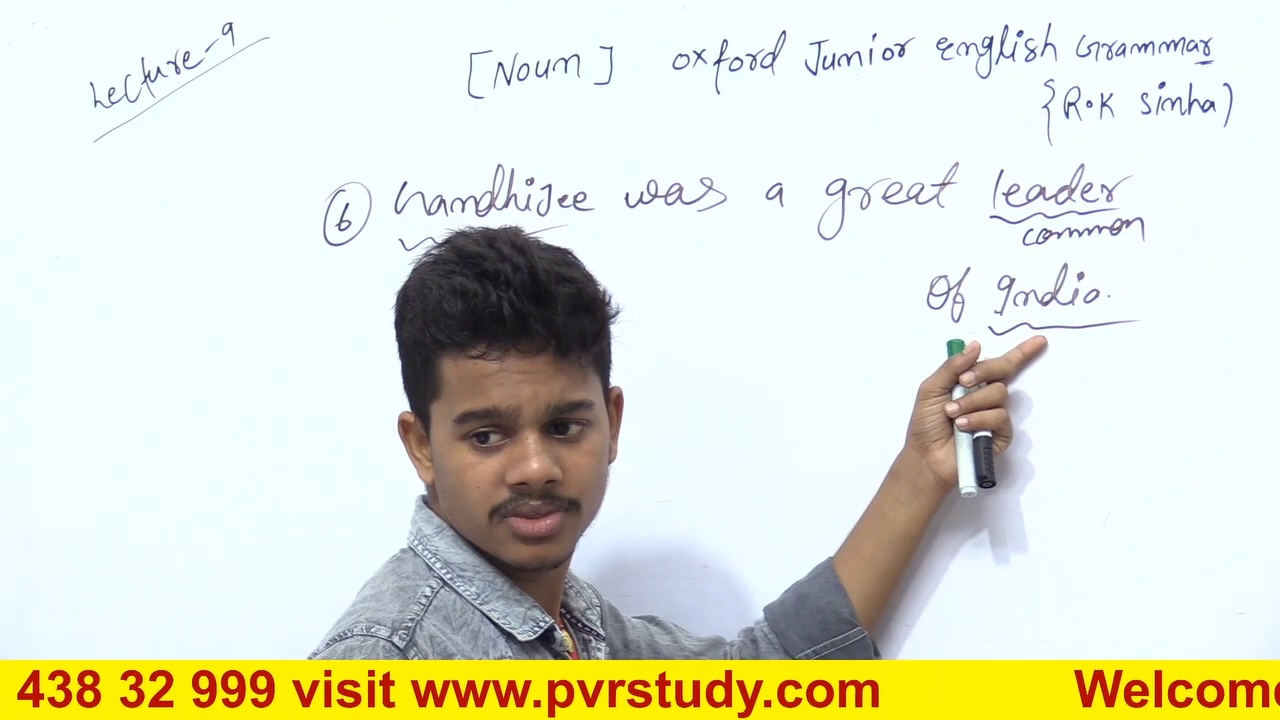 Lecture-9
[Noun] Oxford Junior English Grammar
{R.K Sinha)
6 GandhiJee was a great leader
common
Of India.
438 32 999 visit www.pvrstudy.com Welcome